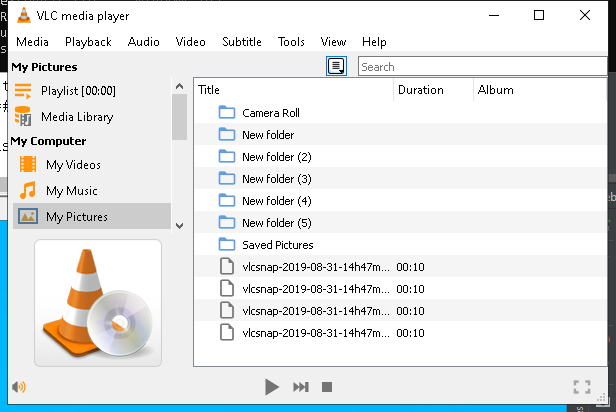 VLC media player
Media Playback Audio Video Subtitle Tools View Help
My Pictures
Search
Playlist [00:00]
Media Library
My Computer
My Videos
My Music
My Pictures
Title Duration Album
Camera Roll
New folder
New folder (2)
New folder (3)
New folder (4)
New folder (5)
Saved Pictures
vlcsnap-2019-08-31-14h47m... 00:10
vlcsnap-2019-08-31-14h47m... 00:10
vlcsnap-2019-08-31-14h47m... 00:10
vlcsnap-2019-08-31-14h47m... 00:10